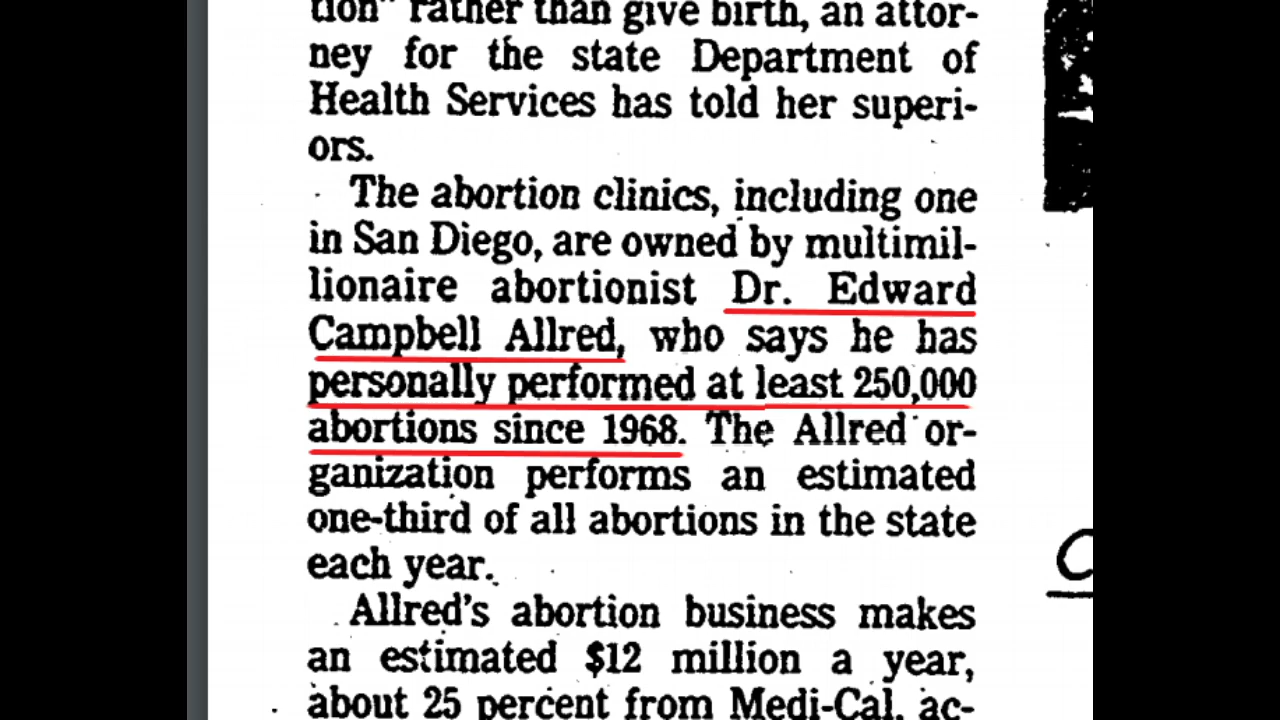 tion" rather than give birth, an attor-
ney for the state Department of
Health Services has told her superi-
ors.
The abortion clinics, including one
in San Diego, are owned by multimil-
lionaire abortionist Dr. Edward
Campbell Allred, who says he has
personally performed at least 250,000
abortions since 1968. The Allred or-
ganization performs an estimated
one-third of all abortions in the state
each year.
Allred's abortion business makes
an estimated $12 million a year,
about 25 percent from Medi-Cal, ac-
C